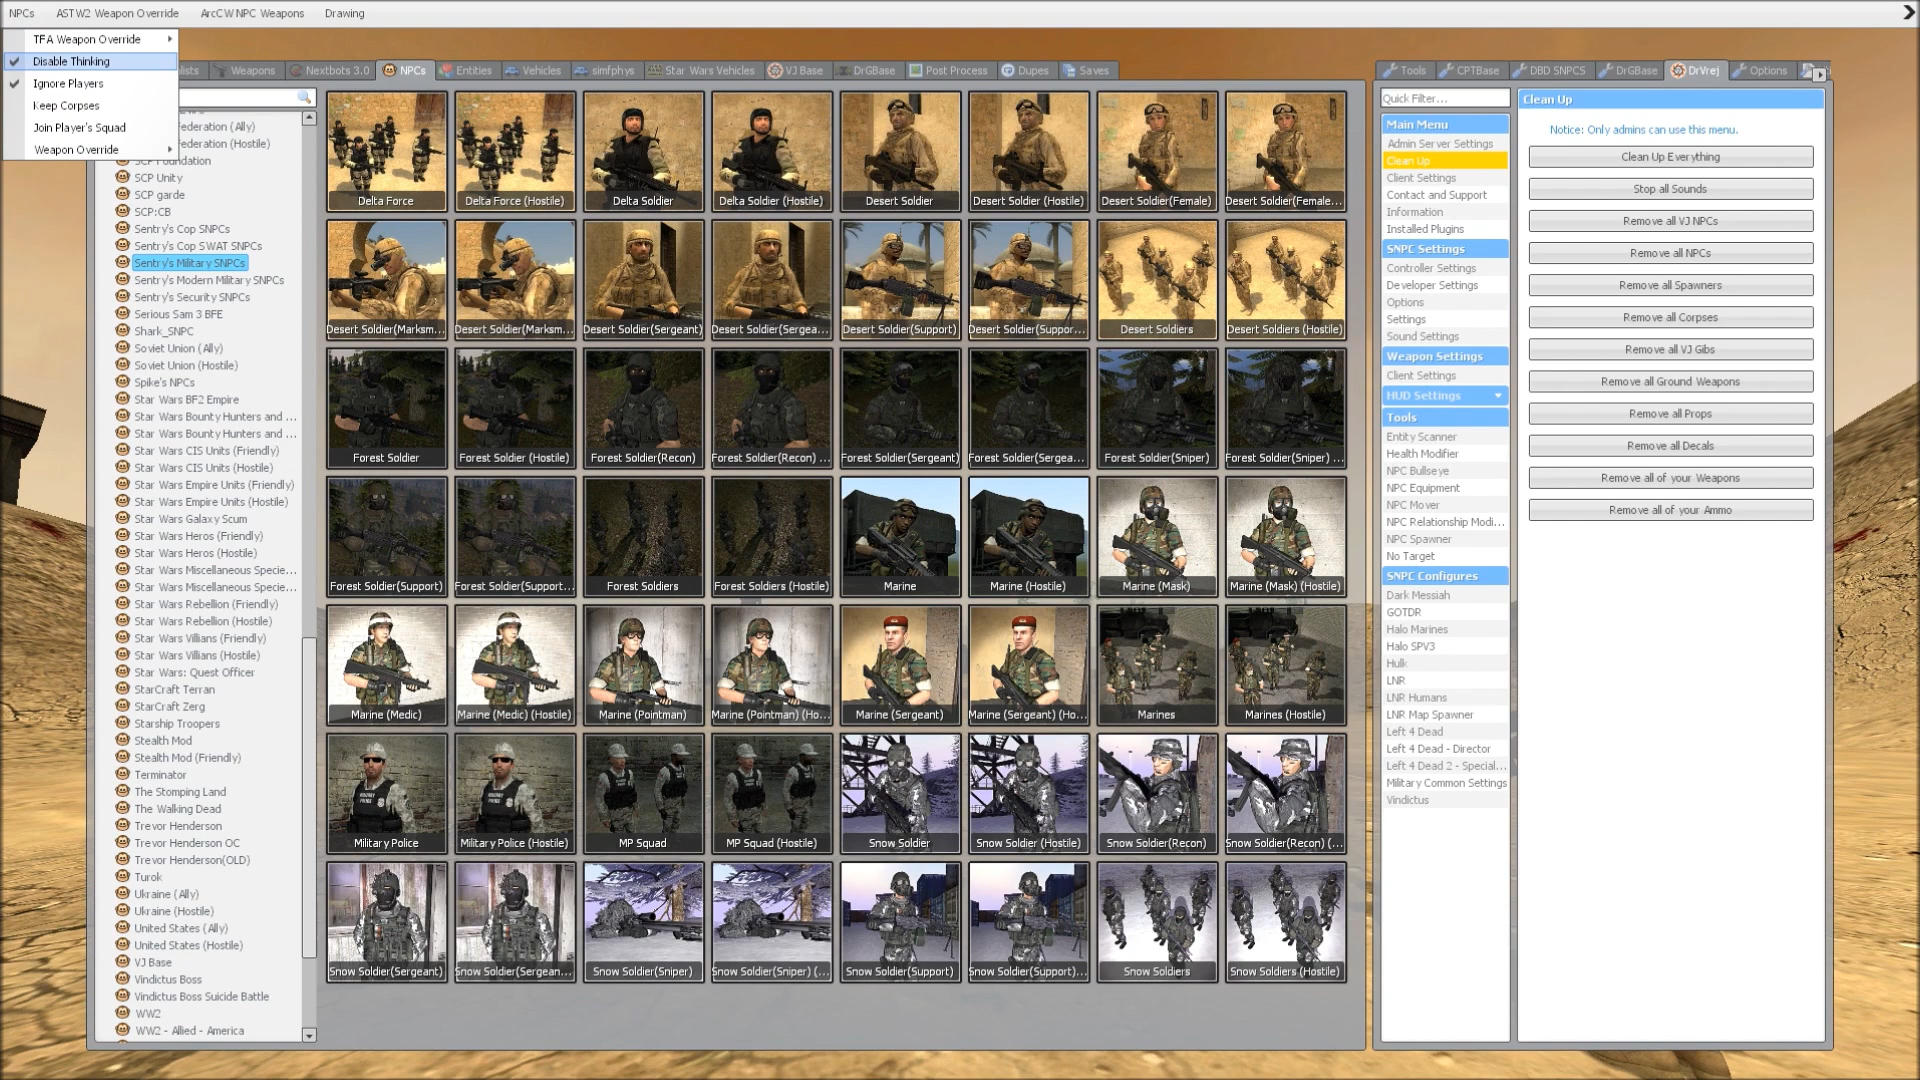 NPCs
ASTW2 Weapon Override
ArcCW NPC Weapons
Drawing
TFA Weapon Override
Disable Thinking
Ignore Players
Keep Corpses
Join Player's Squad
Weapon Override
Weapons
Nextbots 3.0
NPCs
Entities
Vehicles
simfphys
Star Wars Vehicles
VJ Base
DrGBase
Post Process
Dupes
Saves
Federation (Ally)
Federation (Hostile)
SCP Foundation
SCP Unity
SCP garde
SCP:CB
Sentry's Cop SNPCs
Sentry's Cop SWAT SNPCs
Sentry's Military SNPCs
Sentry's Modern Military SNPCs
Sentry's Security SNPCs
Serious Sam 3 BFE
Shark_SNPC
Soviet Union (Ally)
Soviet Union (Hostile)
Spike's NPCs
Star Wars BF2 Empire
Star Wars Bounty Hunters and ...
Star Wars Bounty Hunters and ...
Star Wars CIS Units (Friendly)
Star Wars CIS Units (Hostile)
Star Wars Empire Units (Friendly)
Star Wars Empire Units (Hostile)
Star Wars Galaxy Scum
Star Wars Heros (Friendly)
Star Wars Heros (Hostile)
Star Wars Miscellaneous Specie...
Star Wars Miscellaneous Specie...
Star Wars Rebellion (Friendly)
Star Wars Rebellion (Hostile)
Star Wars Villians (Friendly)
Star Wars Villians (Hostile)
Star Wars: Quest Officer
StarCraft Terran
StarCraft Zerg
Starship Troopers
Stealth Mod
Stealth Mod (Friendly)
Terminator
The Stomping Land
The Walking Dead
Trevor Henderson
Trevor Henderson OC
Trevor Henderson(OLD)
Turok
Ukraine (Ally)
Ukraine (Hostile)
United States (Ally)
United States (Hostile)
VJ Base
Vindictus Boss
Vindictus Boss Suicide Battle
WW2
WW2 - Allied - America
Delta Force
Delta Force (Hostile)
Delta Soldier
Delta Soldier (Hostile)
Desert Soldier
Desert Soldier (Hostile)
Desert Soldier(Female)
Desert Soldier(Female...
Desert Soldier(Marksm...
Desert Soldier(Marksm...
Desert Soldier(Sergeant)
Desert Soldier(Sergea...
Desert Soldier(Support)
Desert Soldier(Suppor...
Desert Soldiers
Desert Soldiers (Hostile)
Forest Soldier
Forest Soldier (Hostile)
Forest Soldier(Recon)
Forest Soldier(Recon) ...
Forest Soldier(Sergeant)
Forest Soldier(Sergea...
Forest Soldier(Sniper)
Forest Soldier(Sniper) ...
Forest Soldier(Support)
Forest Soldier(Support...
Forest Soldiers
Forest Soldiers (Hostile)
Marine
Marine (Hostile)
Marine (Mask)
Marine (Mask) (Hostile)
Marine (Medic)
Marine (Medic) (Hostile)
Marine (Pointman)
Marine (Pointman) (Ho...
Marine (Sergeant)
Marine (Sergeant) (Ho...
Marines
Marines (Hostile)
Military Police
Military Police (Hostile)
MP Squad
MP Squad (Hostile)
Snow Soldier
Snow Soldier (Hostile)
Snow Soldier(Recon)
Snow Soldier(Recon) (...
Snow Soldier(Sergeant)
Snow Soldier(Sergean...
Snow Soldier(Sniper)
Snow Soldier(Sniper) (...
Snow Soldier(Support)
Snow Soldier(Support)...
Snow Soldiers
Snow Soldiers (Hostile)
Tools
CPTBase
DBD SNPCS
DrGBase
DrVrej
Options
Quick Filter...
Main Menu
Admin Server Settings
Clean Up
Client Settings
Contact and Support
Information
Installed Plugins
SNPC Settings
Controller Settings
Developer Settings
Options
Settings
Sound Settings
Weapon Settings
Client Settings
HUD Settings
Tools
Entity Scanner
Health Modifier
NPC Bullseye
NPC Equipment
NPC Mover
NPC Relationship Modi...
NPC Spawner
No Target
SNPC Configures
Dark Messiah
GOTDR
Halo Marines
Halo SPV3
Hulk
LNR
LNR Humans
LNR Map Spawner
Left 4 Dead
Left 4 Dead - Director
Left 4 Dead 2 - Special...
Military Common Settings
Vindictus
Clean Up
Notice: Only admins can use this menu.
Clean Up Everything
Stop all Sounds
Remove all VJ NPCs
Remove all NPCs
Remove all Spawners
Remove all Corpses
Remove all VJ Gibs
Remove all Ground Weapons
Remove all Props
Remove all Decals
Remove all of your Weapons
Remove all of your Ammo